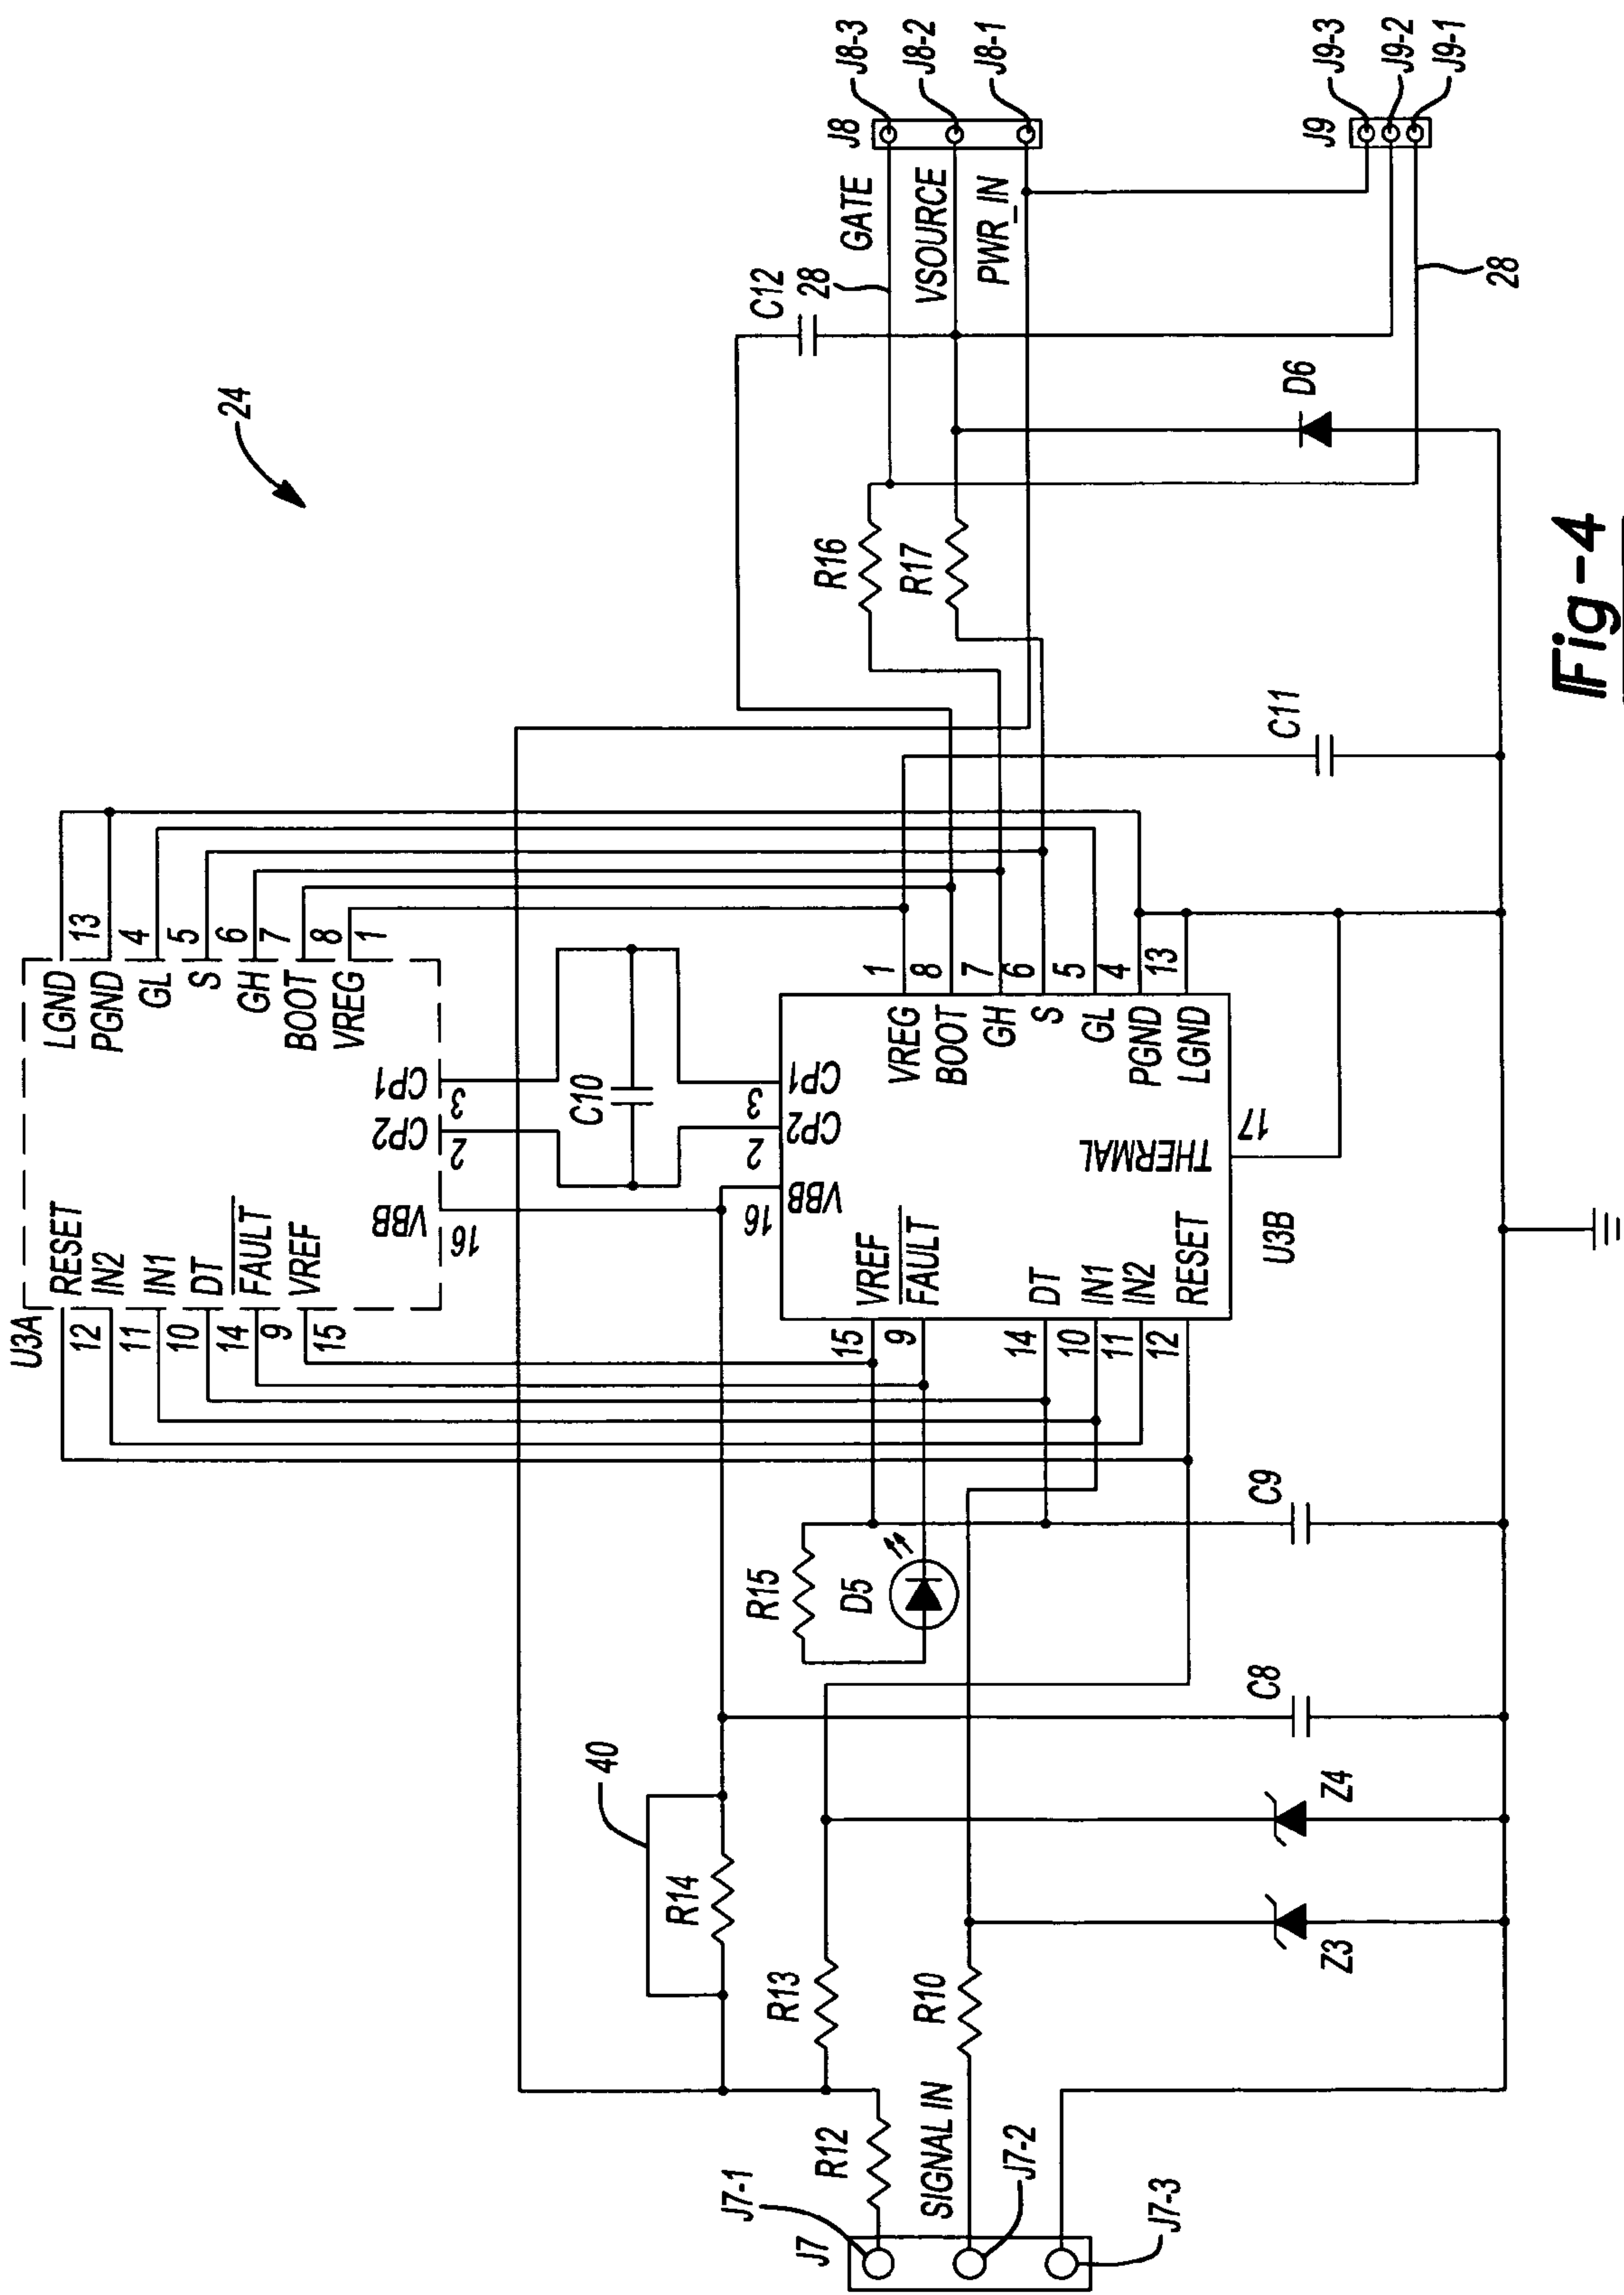 24
U3A
RESET
IN2
IN1
DT
FAULT
VREF
12
11
10
14
9
15
VBB
16
CP2
2
CP1
3
LGND
PGND
GL
S
GH
BOOT
VREG
13
4
5
6
7
8
1
C10
40
R14
R15
D5
R13
R12
R10
SIGNAL IN
J7
J7-1
J7-2
J7-3
VREF
FAULT
DT
IN1
IN2
RESET
15
9
14
10
11
12
VBB
16
CP2
2
CP1
3
VREG
BOOT
GH
S
GL
PGND
LGND
1
8
7
6
5
4
13
THERMAL
17
U3B
C12
28
GATE
VSOURCE
PWR_IN
J8
J8-3
J8-2
J8-1
R16
R17
J9
J9-3
J9-2
J9-1
28
D6
C11
C9
C8
Z4
Z3
Fig-4